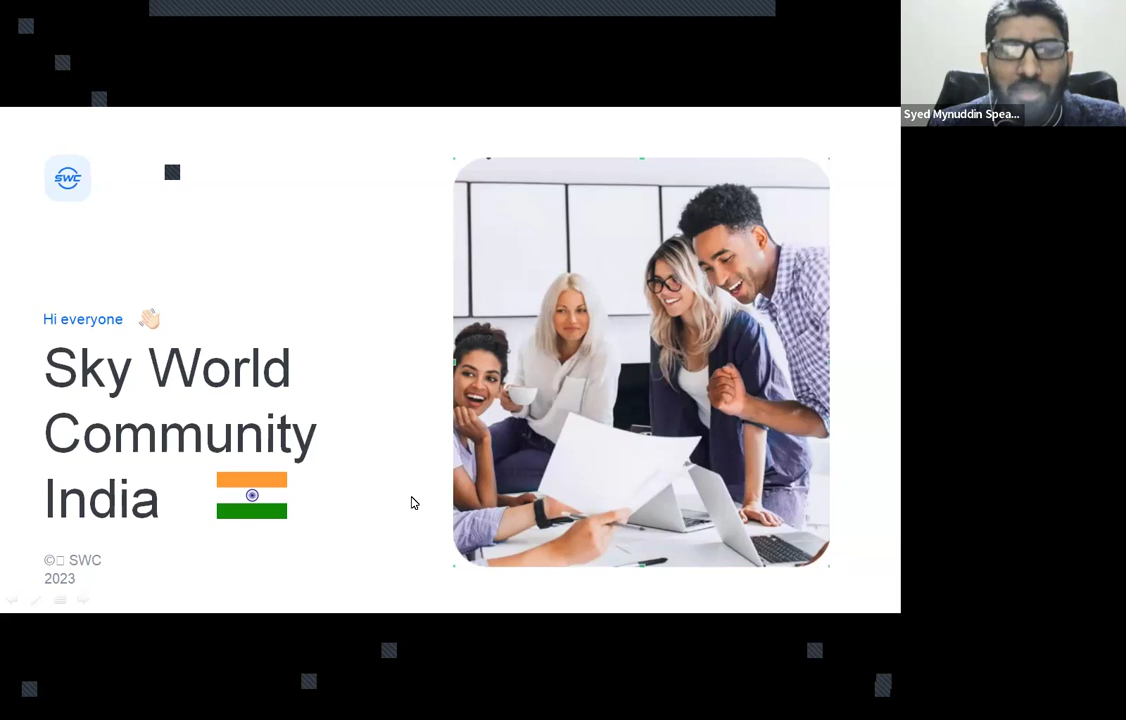 Syed Mynuddin Spea...
SWC
Hi everyone
Sky World
Community
India
© SWC
2023